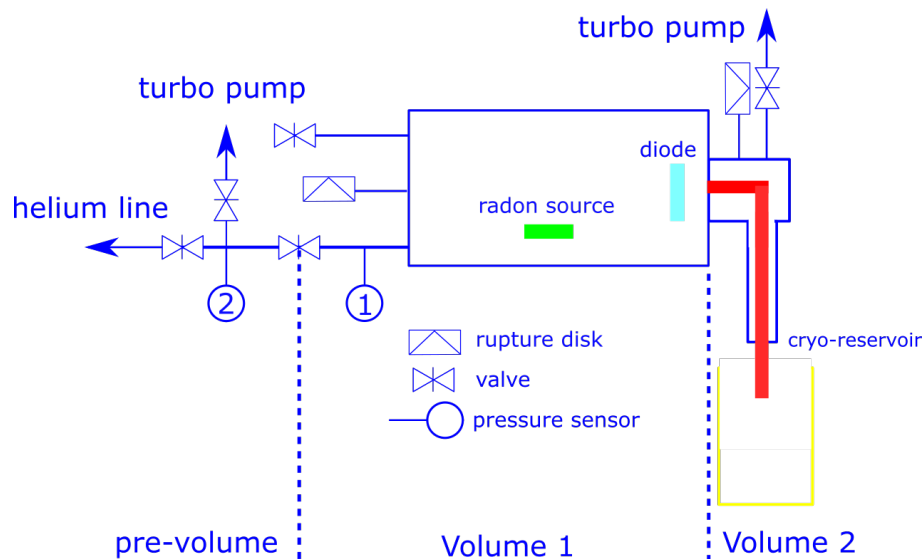 turbo pump
turbo pump
diode
helium line
radon source
2
1
cryo-reservoir
rupture disk
valve
pressure sensor
pre-volume
Volume 1
Volume 2